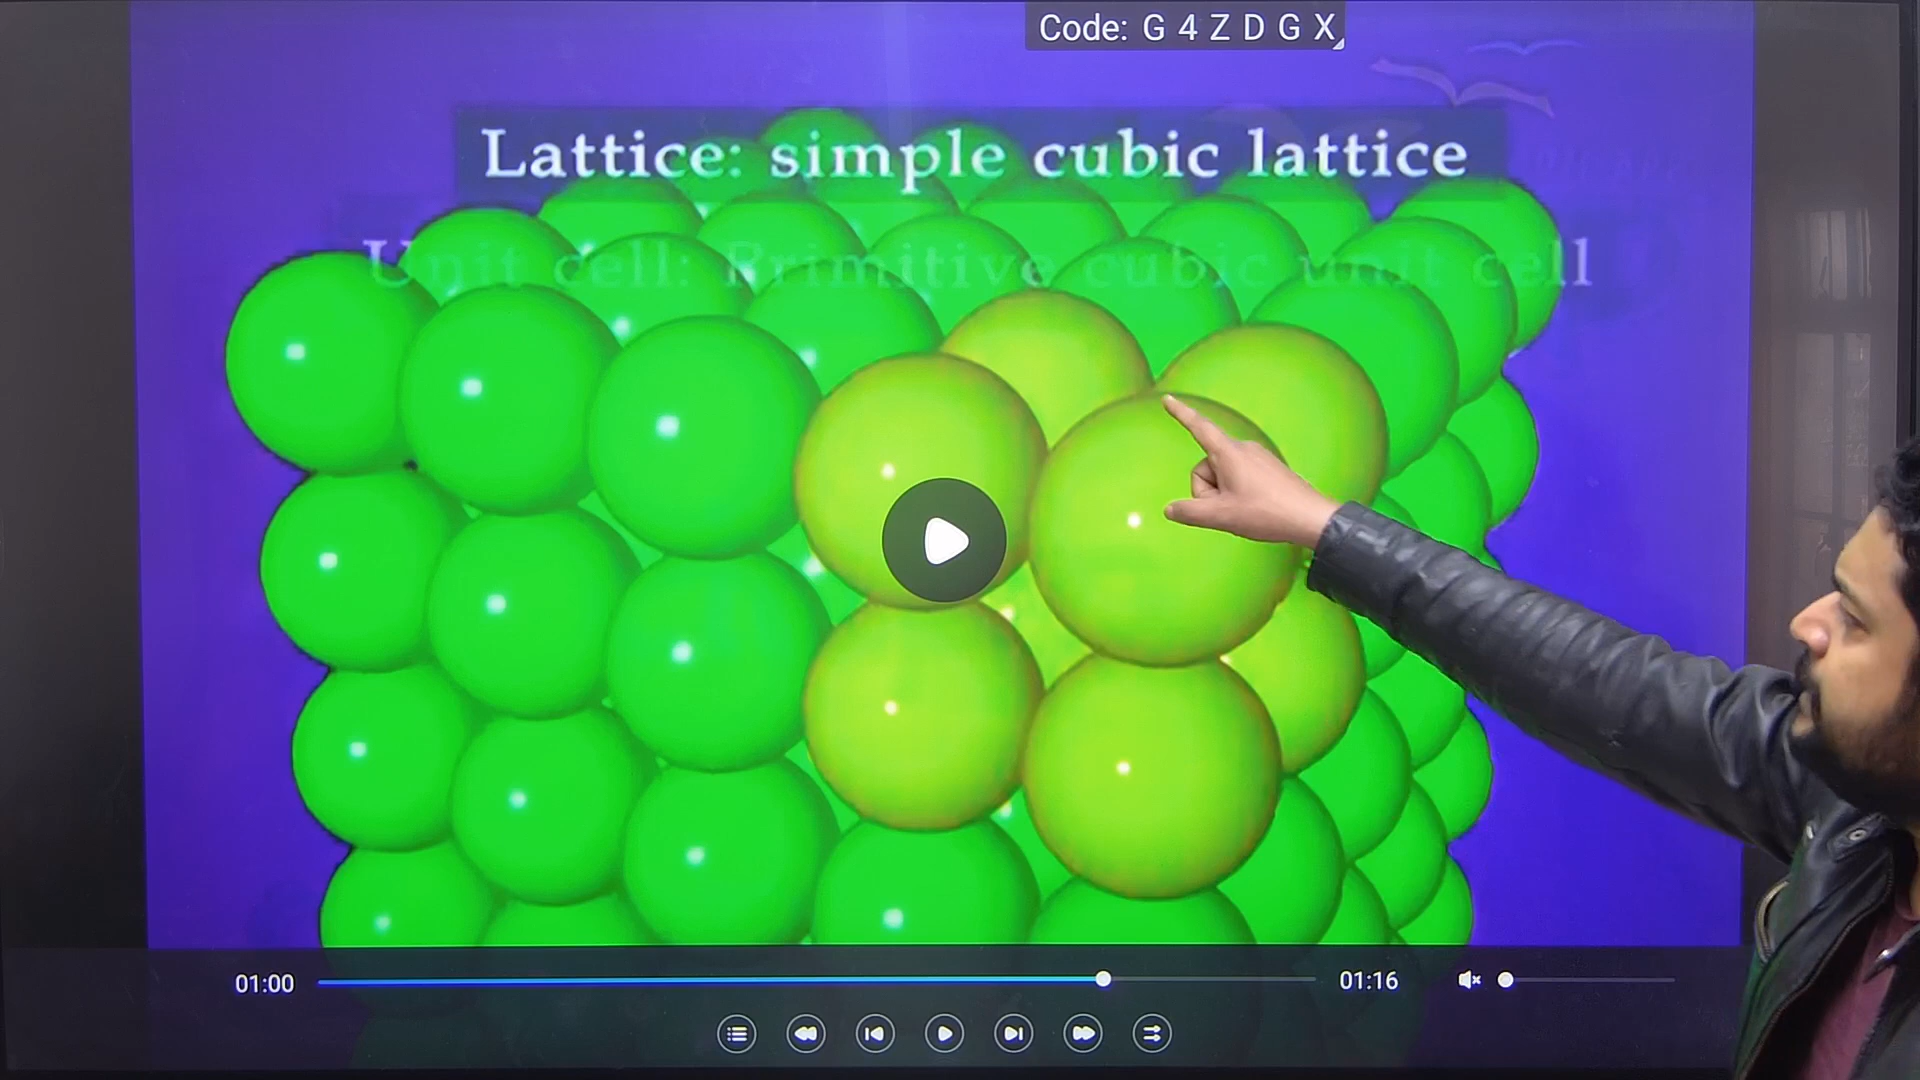 Code: G 4 Z D G X
Lattice: simple cubic lattice
Unit cell: Primitive cubic unit cell
01:00
01:16